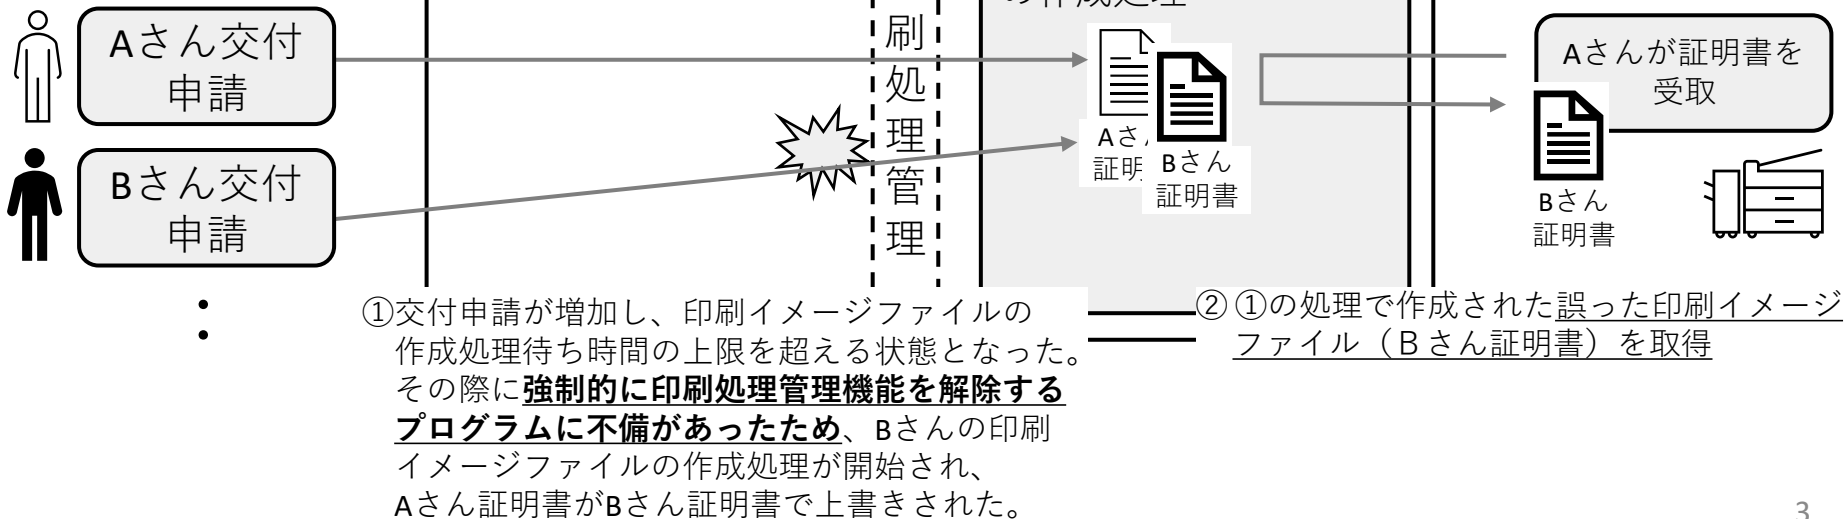 の作成処理
Aさん交付
申請
Bさん交付
申請
刷処理管理
Aさ
証明
Bさん
証明書
Aさんが証明書を
受取
Bさん
証明書
①交付申請が増加し、印刷イメージファイルの
作成処理待ち時間の上限を超える状態となった。
その際に強制的に印刷処理管理機能を解除する
プログラムに不備があったため、Bさんの印刷
イメージファイルの作成処理が開始され、
Aさん証明書がBさん証明書で上書きされた。
② ①の処理で作成された誤った印刷イメージ
ファイル（Ｂさん証明書）を取得
3